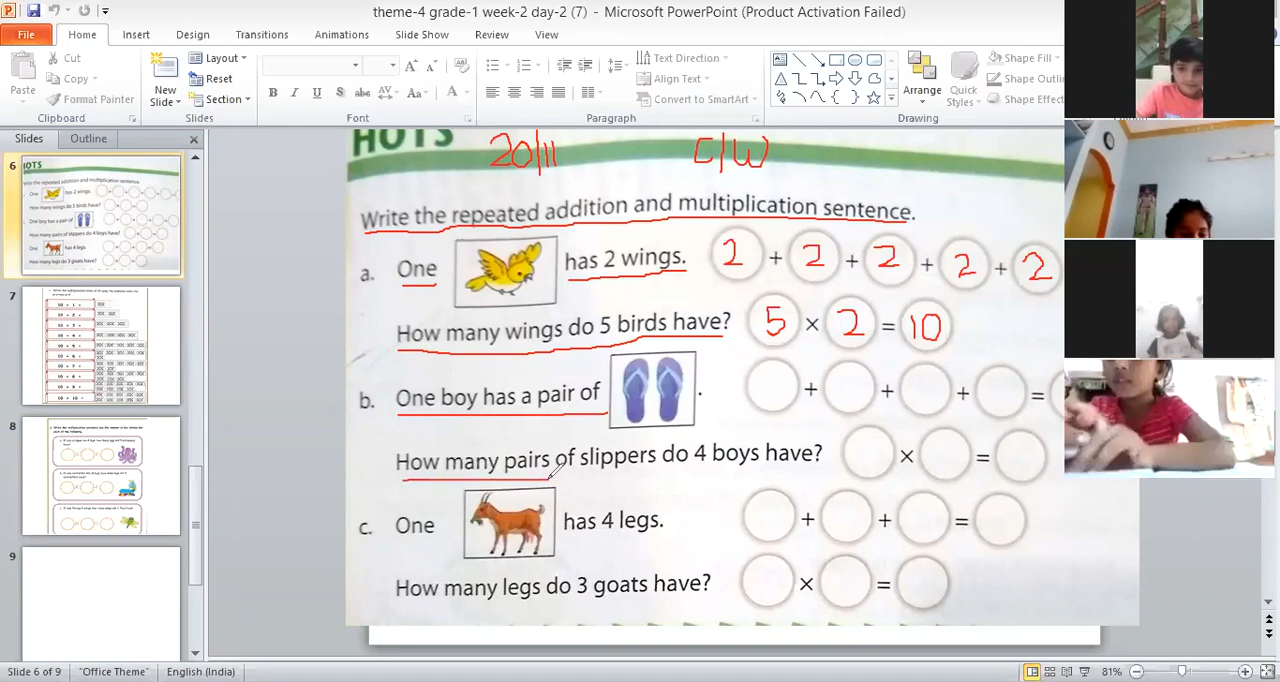 theme-4 grade-1 week-2 day-2 (7) - Microsoft PowerPoint (Product Activation Failed)
File Home Insert Design Transitions Animations Slide Show Review View
Cut
Copy
Format Painter
Paste
Clipboard
New Slide
Layout
Reset
Section
Slides
Font
Text Direction
Align Text
Convert to SmartArt
Paragraph
Arrange
Quick Styles
Drawing
Shape Fill
Shape Outli
Shape Effect
Slides Outline
6
7
8
9
HOTS 20/11 C/W
Write the repeated addition and multiplication sentence.
a. One has 2 wings. 2 + 2 + 2 + 2 + 2
How many wings do 5 birds have? 5 × 2 = 10
b. One boy has a pair of . + + + =
How many pairs of slippers do 4 boys have? × =
c. One has 4 legs. + + =
How many legs do 3 goats have? × =
Slide 6 of 9 "Office Theme" English (India) 81%